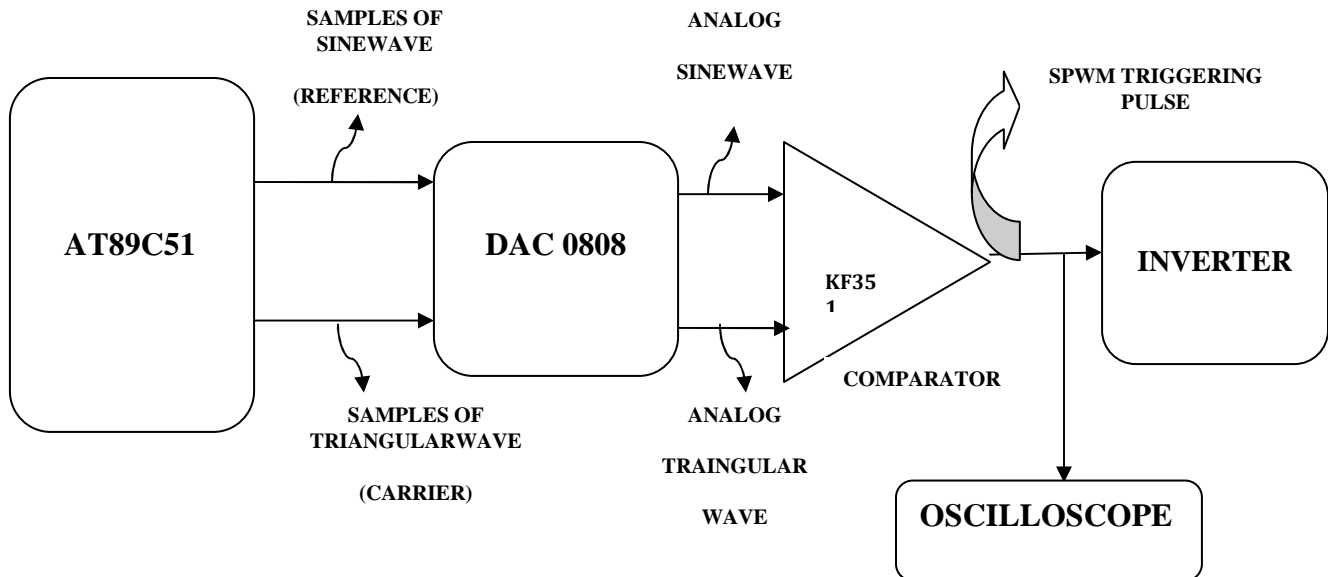 SAMPLES OF
SINEWAVE
(REFERENCE)
ANALOG
SINEWAVE
SPWM TRIGGERING
PULSE
AT89C51
DAC 0808
KF35
1
INVERTER
COMPARATOR
SAMPLES OF
TRIANGULARWAVE
(CARRIER)
ANALOG
TRAINGULAR
WAVE
OSCILLOSCOPE